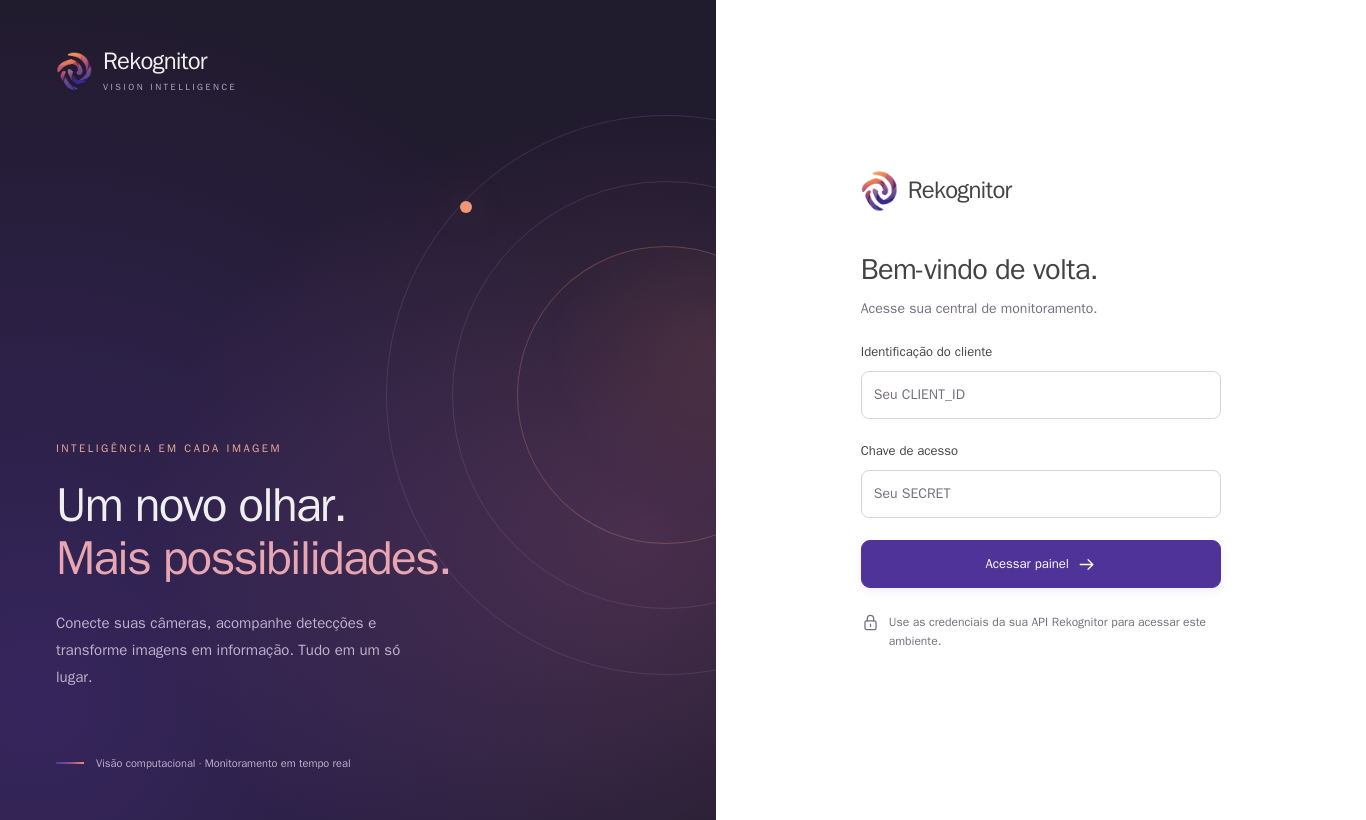 Rekognitor
VISION INTELLIGENCE
INTELIGÊNCIA EM CADA IMAGEM
Um novo olhar.
Mais possibilidades.
Conecte suas câmeras, acompanhe detecções e
transforme imagens em informação. Tudo em um só
lugar.
Visão computacional · Monitoramento em tempo real
Rekognitor
Bem-vindo de volta.
Acesse sua central de monitoramento.
Identificação do cliente
Seu CLIENT_ID
Chave de acesso
Seu SECRET
Acessar painel
Use as credenciais da sua API Rekognitor para acessar este
ambiente.